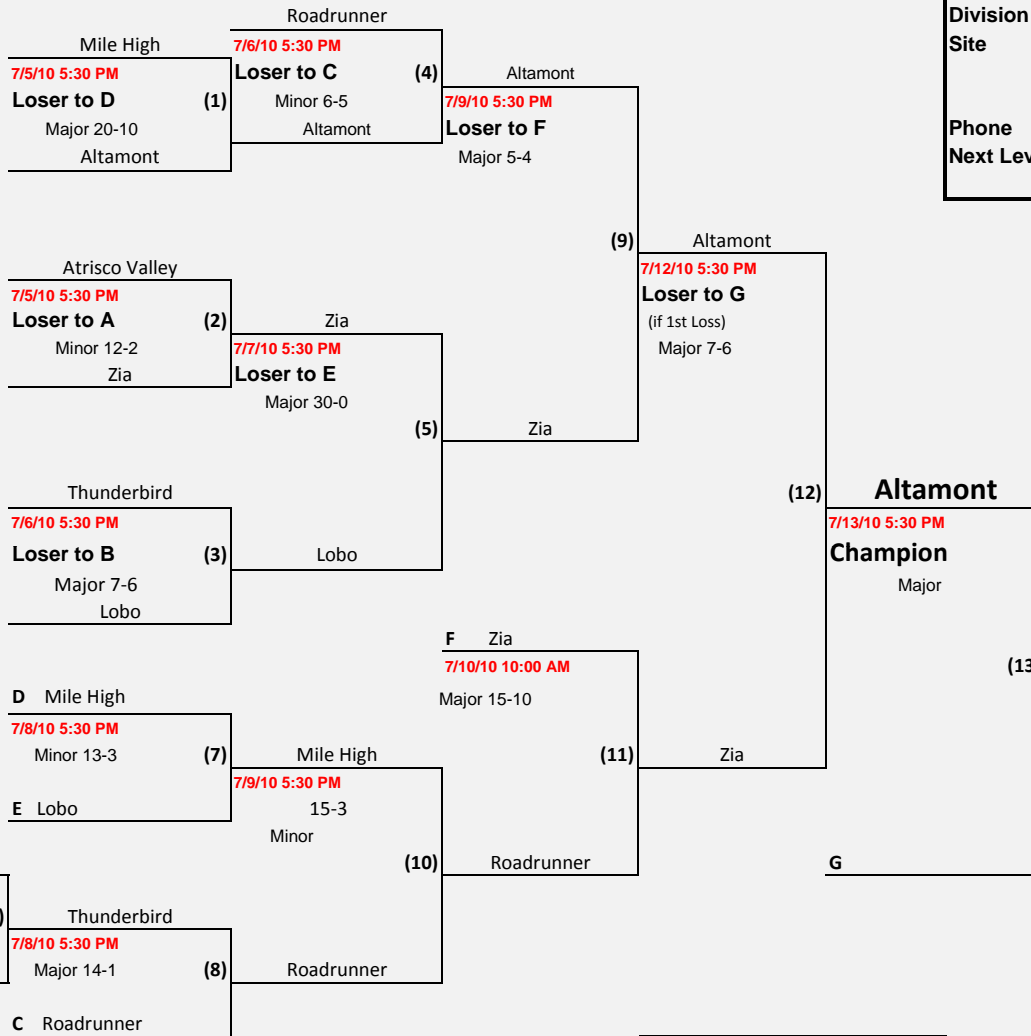 Roadrunner
Division
Mile High
7/6/10 5:30 PM
Site
7/5/10 5:30 PM
Loser to C (4)
Altamont
Loser to D (1)
Minor 6-5
7/9/10 5:30 PM
Major 20-10
Altamont
Loser to F
Phone
Altamont
Major 5-4
Next Lev
(9) Altamont
Atrisco Valley
7/12/10 5:30 PM
7/5/10 5:30 PM
Loser to G
Loser to A (2)
Zia
(if 1st Loss)
Minor 12-2
7/7/10 5:30 PM
Major 7-6
Zia
Loser to E
Major 30-0
(5) Zia
Thunderbird
(12) Altamont
7/6/10 5:30 PM
7/13/10 5:30 PM
Loser to B (3)
Lobo
Champion
Major 7-6
Major
Lobo
F Zia
7/10/10 10:00 AM
(13
D Mile High
Major 15-10
7/8/10 5:30 PM
Minor 13-3 (7)
Mile High
(11) Zia
7/9/10 5:30 PM
E Lobo
15-3
Minor
(10) Roadrunner
G
) Thunderbird
7/8/10 5:30 PM
Major 14-1 (8)
Roadrunner
C Roadrunner